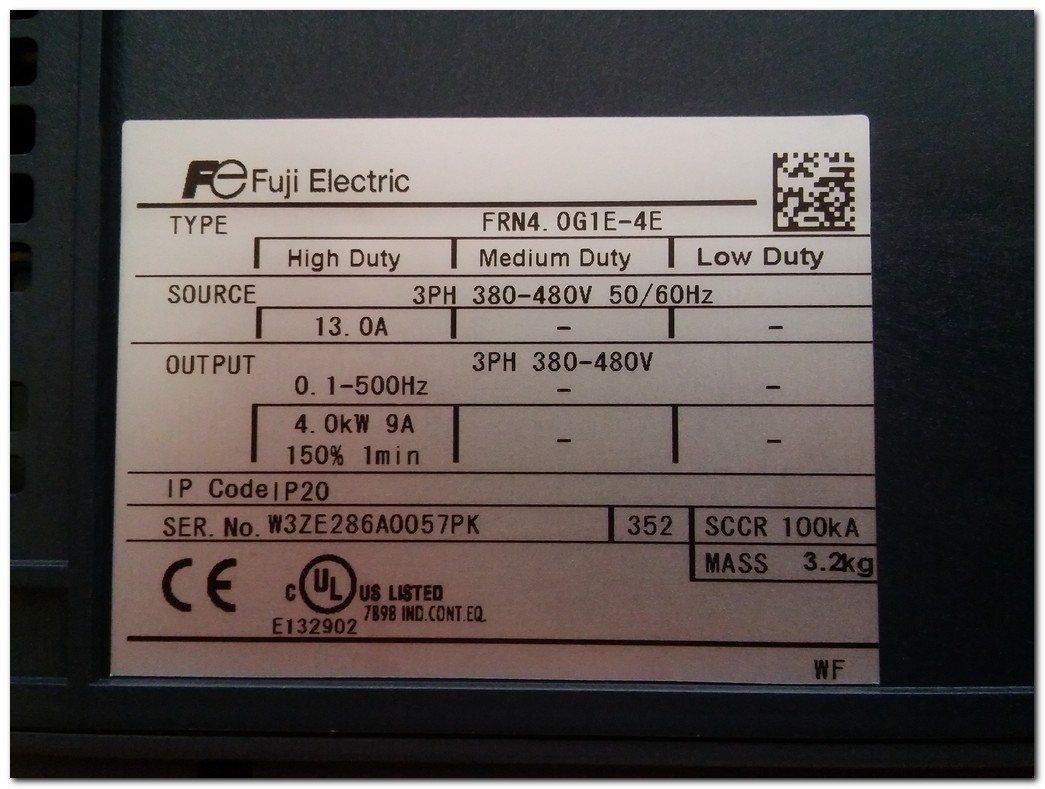 Fe Fuji Electric
TYPE FRN4.0G1E-4E
High Duty Medium Duty Low Duty
SOURCE 3PH 380-480V 50/60Hz
13.0A - -
OUTPUT 3PH 380-480V
0.1-500Hz - -
4.0kW 9A
150% 1min - -
IP Code IP20
SER. No. W3ZE286A0057PK 352 SCCR 100kA
MASS 3.2kg
CE C UL US LISTED
7B98 IND.CONT.EQ.
E132902
WF